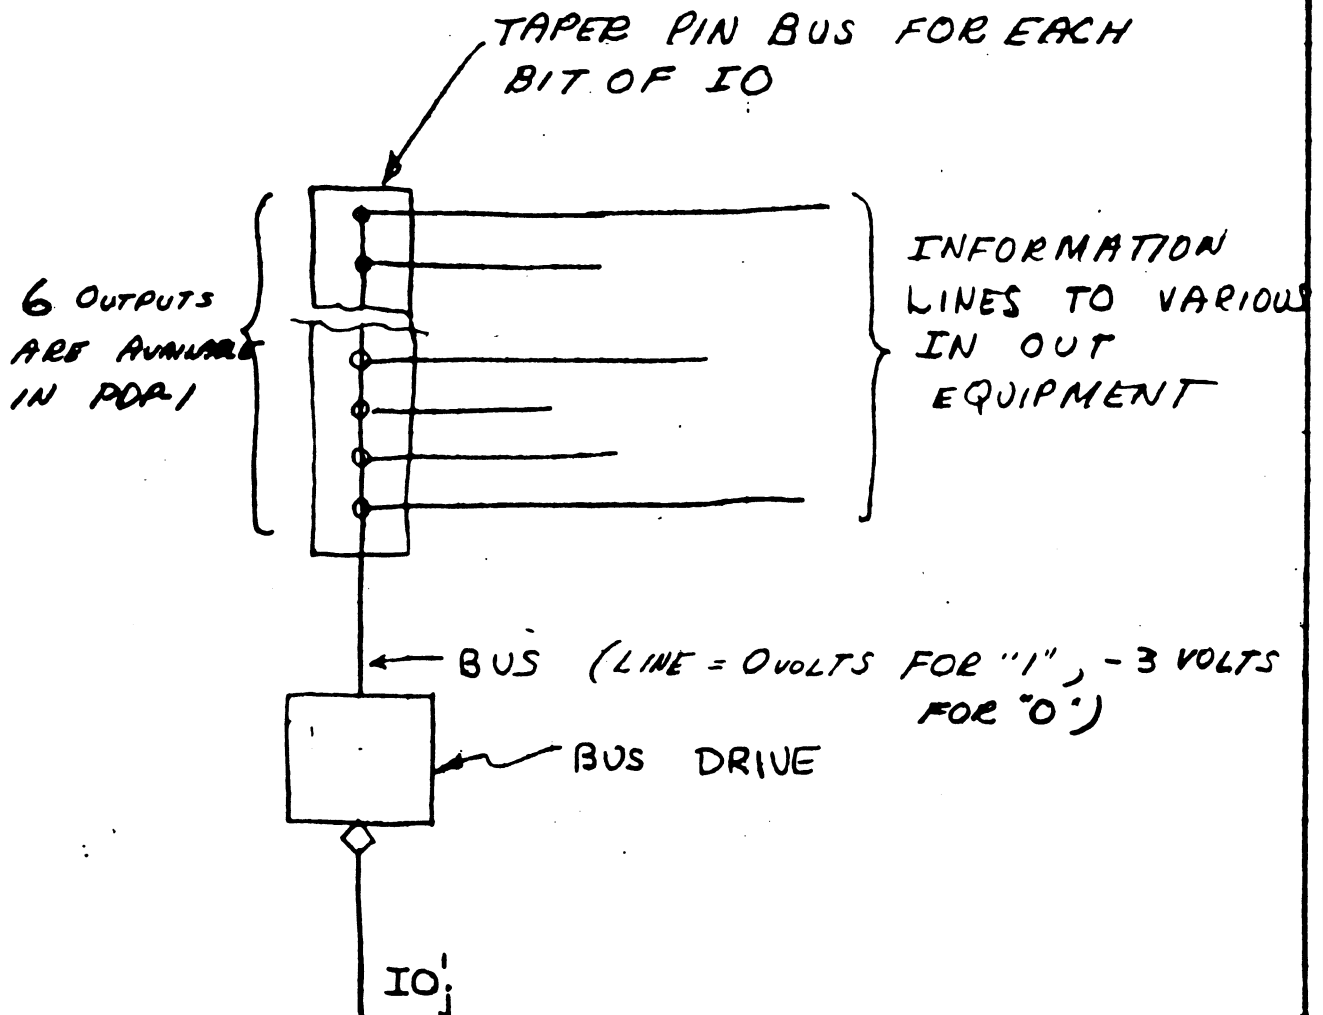 TAPER PIN BUS FOR EACH
BIT OF IO
6 OUTPUTS
ARE AVAILABLE
IN PDP1
INFORMATION
LINES TO VARIOUS
IN OUT
EQUIPMENT
BUS (LINE = 0 VOLTS FOR "1", -3 VOLTS
FOR "0")
BUS DRIVE
IO¹j